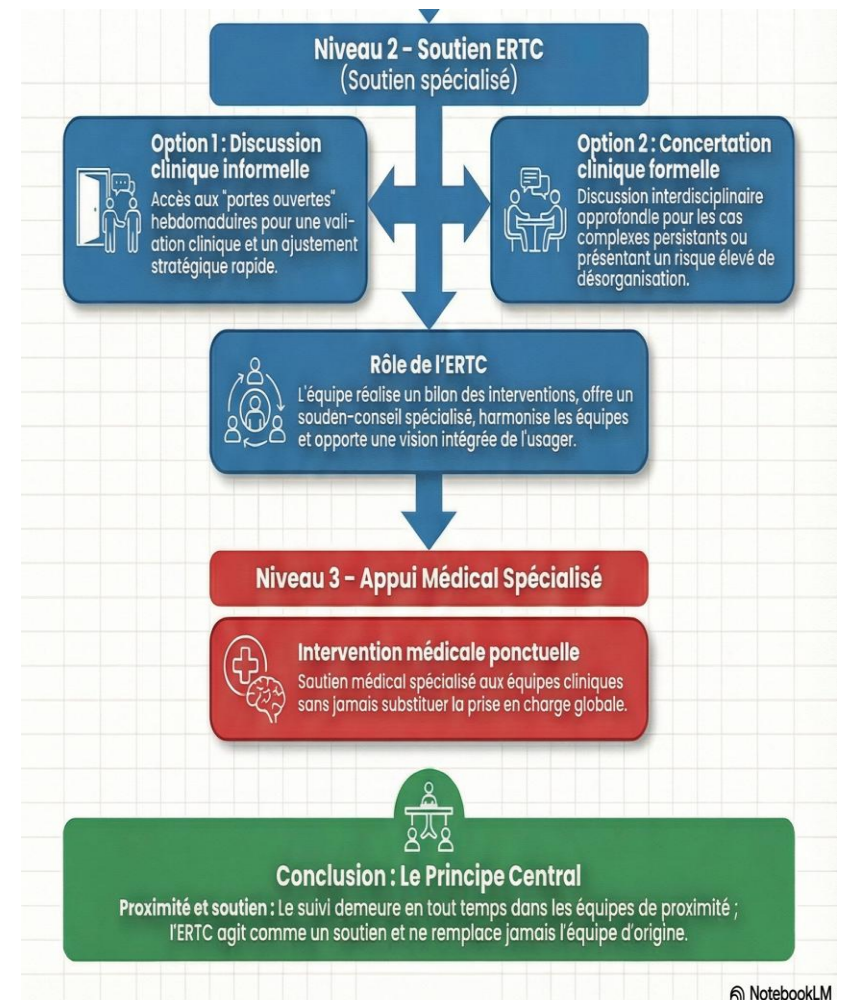 Niveau 2 – Soutien ERTC
(Soutien spécialisé)
Option 1 : Discussion
clinique informelle
Accès aux "portes ouvertes"
hebdomaduires pour une vali-
ation clinique et un ajustement
stratégique rapide.
Option 2 : Concertation
clinique formelle
Discussion interdisciplinaire
approfondle pour les cas
complexes persistants ou
présentant un risque élevé de
désorganisation.
Rôle de l'ERTC
L'équipe réalise un bilan des interventions, offre un
souden-conseil spécialisé, harmonise les équipes
et opporte une vision intégrée de l'usager.
Niveau 3 – Appui Médical Spécialisé
Intervention médicale ponctuelle
Soutien médical spécialisé aux équipes cliniques
sans jamais substituer la prise en charge globale.
Conclusion : Le Principe Central
Proximité et soutien : Le suivi demeure en tout temps dans les équipes de proximité ;
l'ERTC agit comme un soutien et ne remplace jamais l'équipe d'origine.
NotebookLM